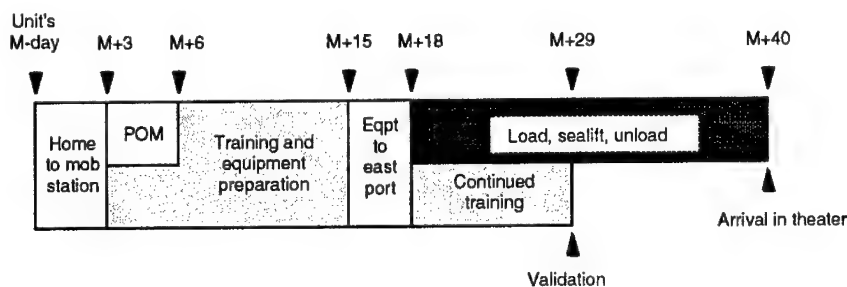 Unit's
M-day
M+3
M+6
M+15
M+18
M+29
M+40
Home
to mob
station
POM
Training and
equipment
preparation
Eqpt
to
east
port
Load, sealift, unload
Continued
training
Arrival in theater
Validation